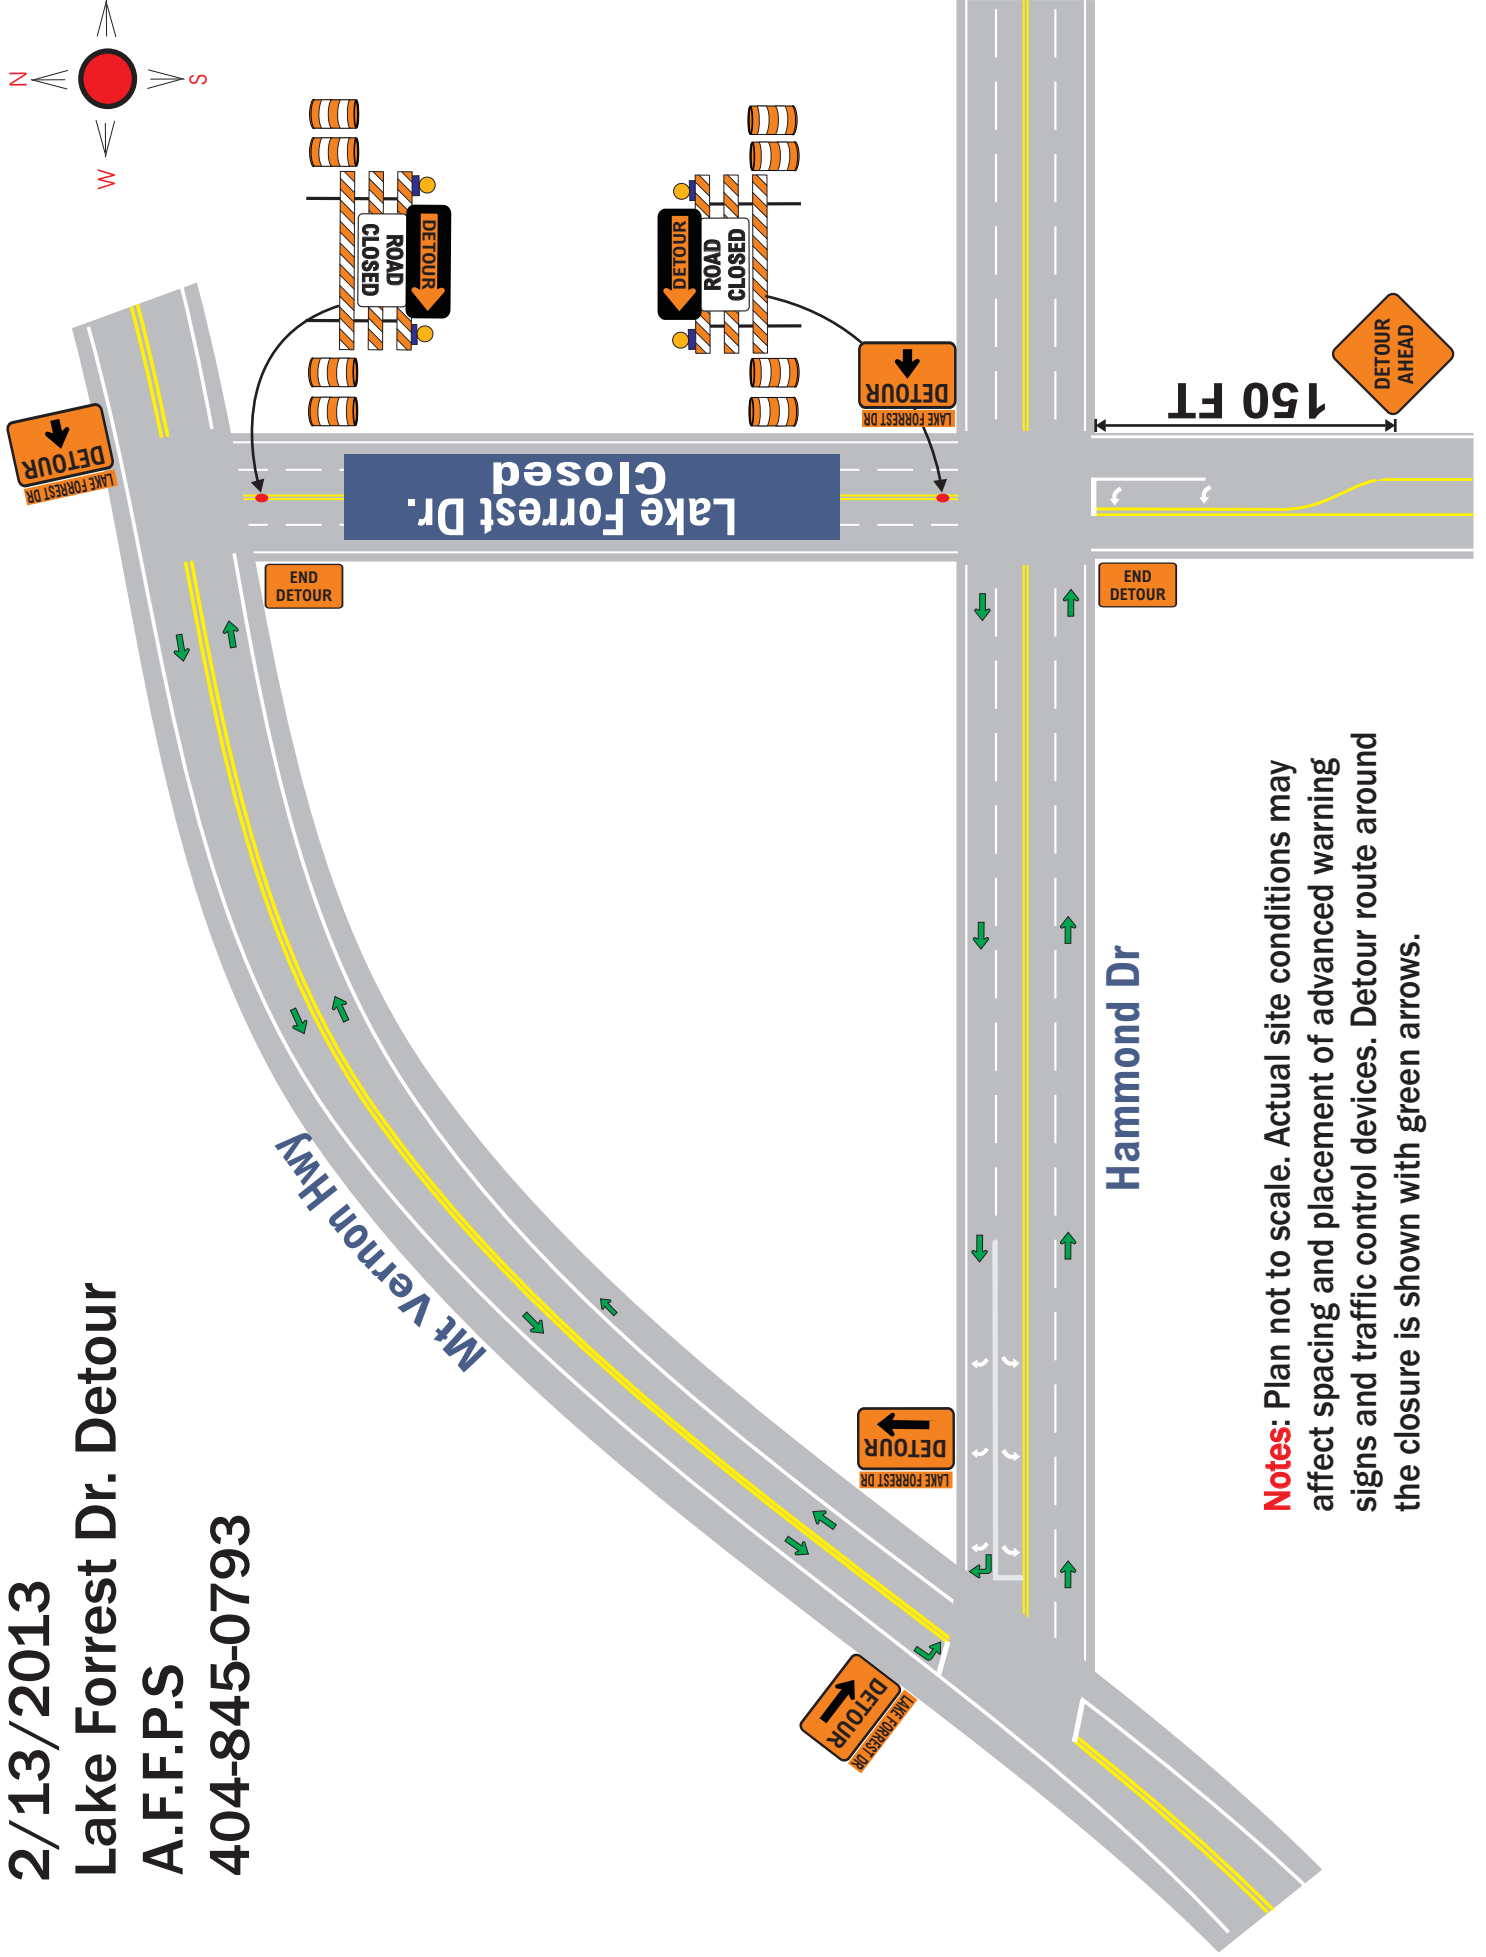 2/13/2013
Lake Forrest Dr. Detour
A.F.F.P.S
404-845-0793
N
S
W
ROAD
CLOSED
DETOUR
DETOUR
ROAD
CLOSED
DETOUR
LAKE FORREST DR
DETOUR
LAKE FORREST DR
Lake Forrest Dr.
Closed
END
DETOUR
END
DETOUR
150 FT
DETOUR
AHEAD
Mt Vernon Hwy
Hammond Dr
DETOUR
LAKE FORREST DR
DETOUR
LAKE FORREST DR
Notes: Plan not to scale. Actual site conditions may
affect spacing and placement of advanced warning
signs and traffic control devices. Detour route around
the closure is shown with green arrows.